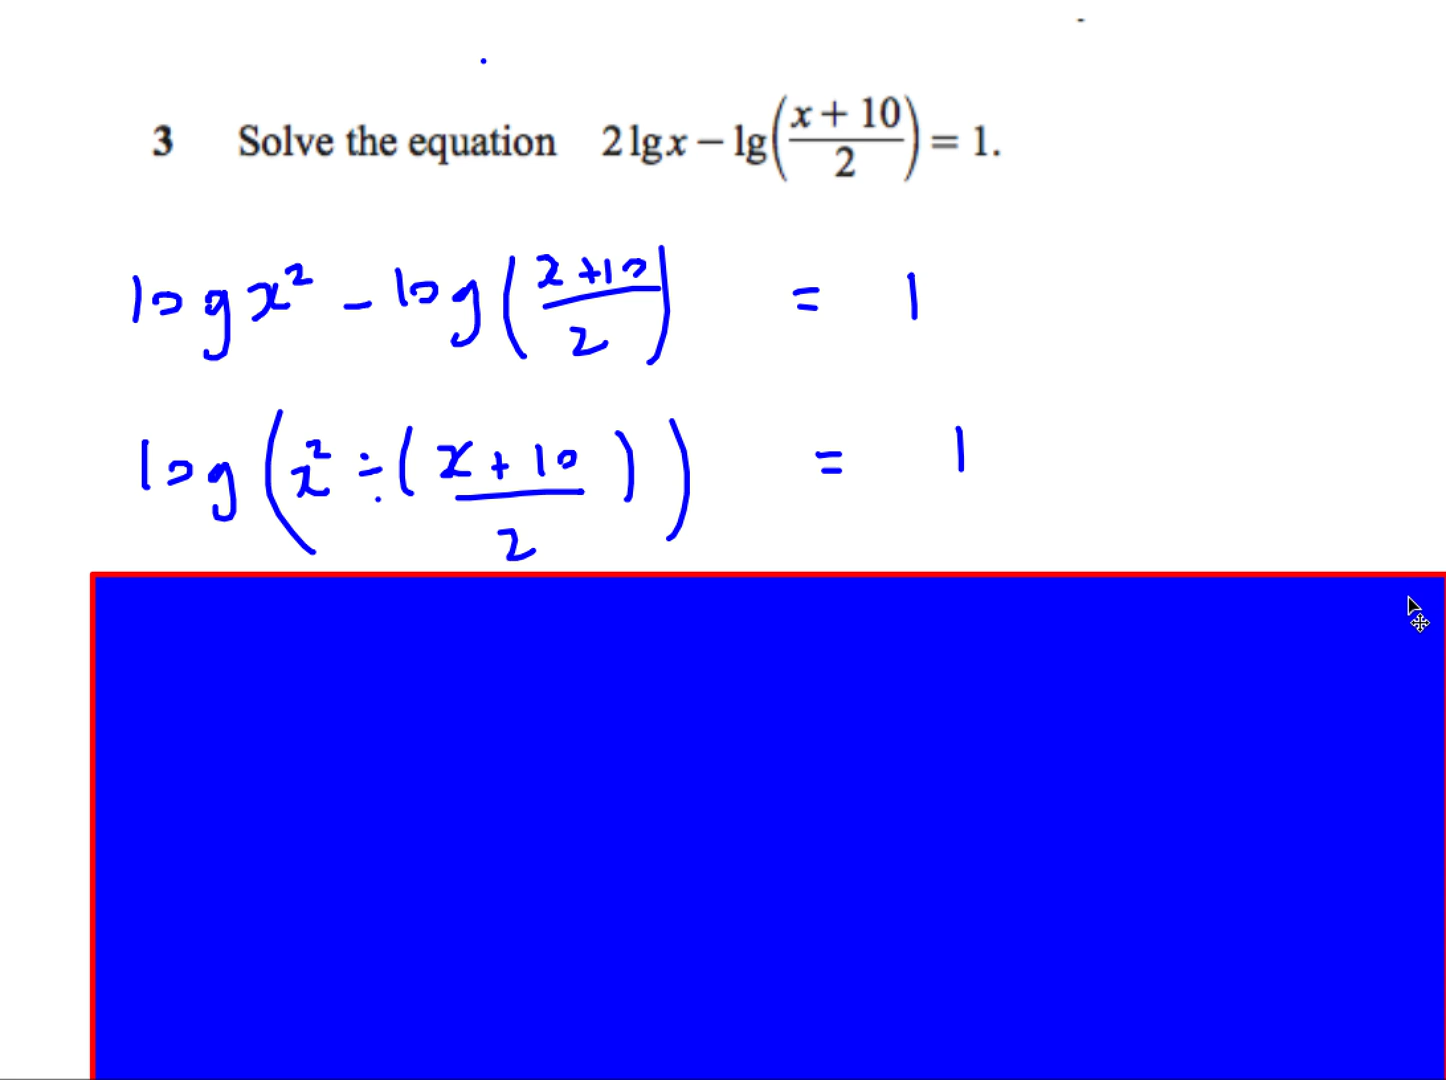 3 Solve the equation 2 lg x − lg((x + 10)/2) = 1.
log x² − log((x + 10)/2) = 1
log(x² ÷ ((x + 10)/2)) = 1